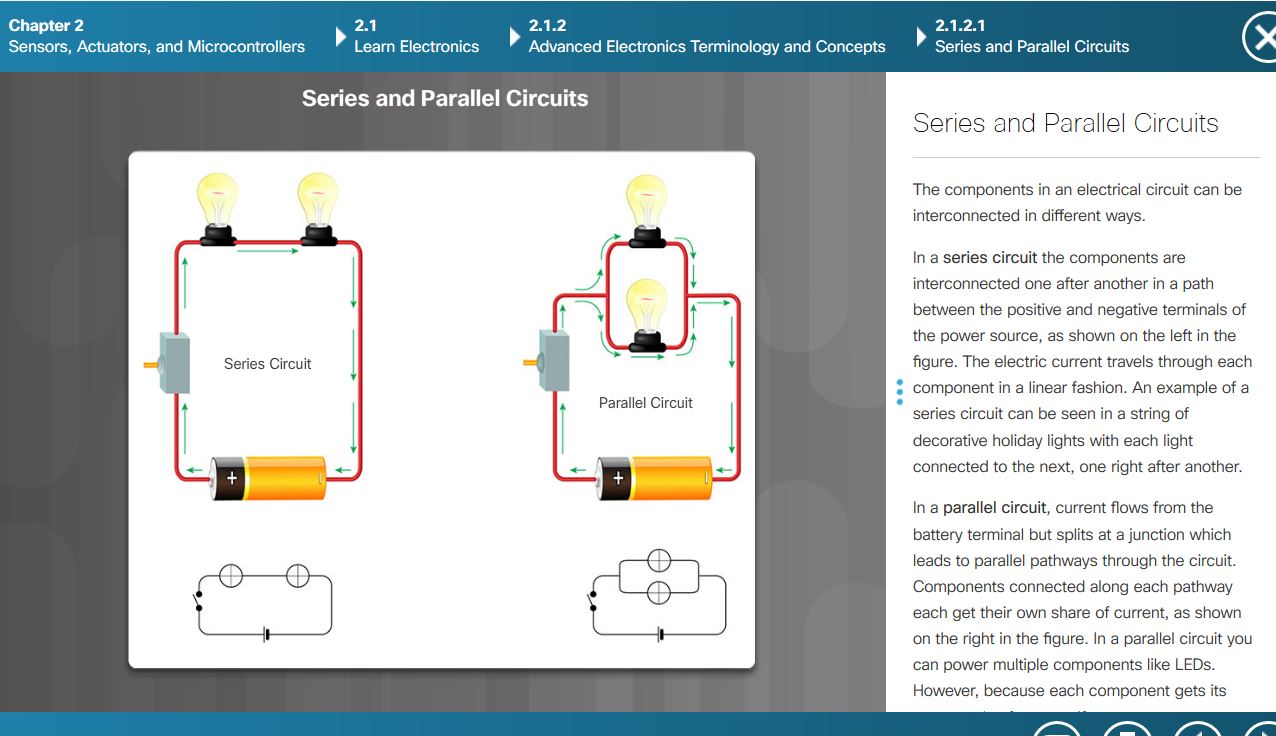 Chapter 2
Sensors, Actuators, and Microcontrollers
2.1
Learn Electronics
2.1.2
Advanced Electronics Terminology and Concepts
2.1.2.1
Series and Parallel Circuits
Series and Parallel Circuits
Series Circuit
+
Parallel Circuit
+
Series and Parallel Circuits
The components in an electrical circuit can be
interconnected in different ways.
In a series circuit the components are
interconnected one after another in a path
between the positive and negative terminals of
the power source, as shown on the left in the
figure. The electric current travels through each
component in a linear fashion. An example of a
series circuit can be seen in a string of
decorative holiday lights with each light
connected to the next, one right after another.
In a parallel circuit, current flows from the
battery terminal but splits at a junction which
leads to parallel pathways through the circuit.
Components connected along each pathway
each get their own share of current, as shown
on the right in the figure. In a parallel circuit you
can power multiple components like LEDs.
However, because each component gets its